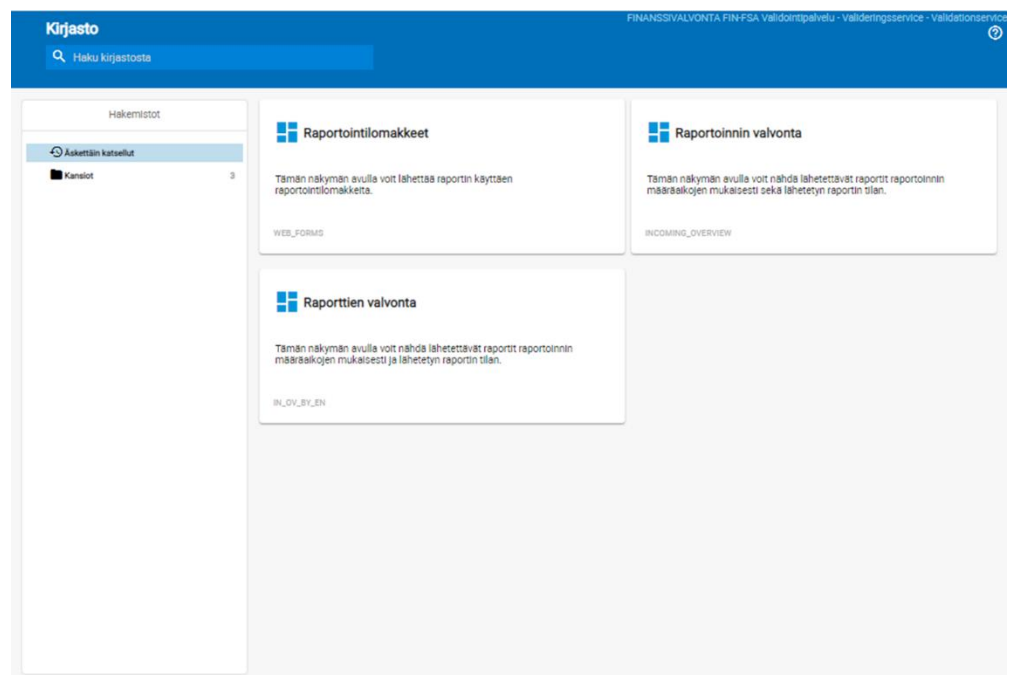 FINANSSIVALVONTA FIN-FSA Validointipalvelu - Valideringsservice - Validationservice
Kirjasto
Haku kirjastosta
Hakemistot
Äskettäin katsellut
Kansiot 3
Raportointilomakkeet
Tämän näkymän avulla voit lähettää raportin käyttäen
raportointilomakkeita.
WEB_FORMS
Raportoinnin valvonta
Tämän näkymän avulla voit nähdä lähetettävät raportit raportoinnin
määräaikojen mukaisesti sekä lähetetyn raportin tilan.
INCOMING_OVERVIEW
Raporttien valvonta
Tämän näkymän avulla voit nähdä lähetettävät raportit raportoinnin
määräaikojen mukaisesti ja lähetetyn raportin tilan.
IN_OV_BY_EN